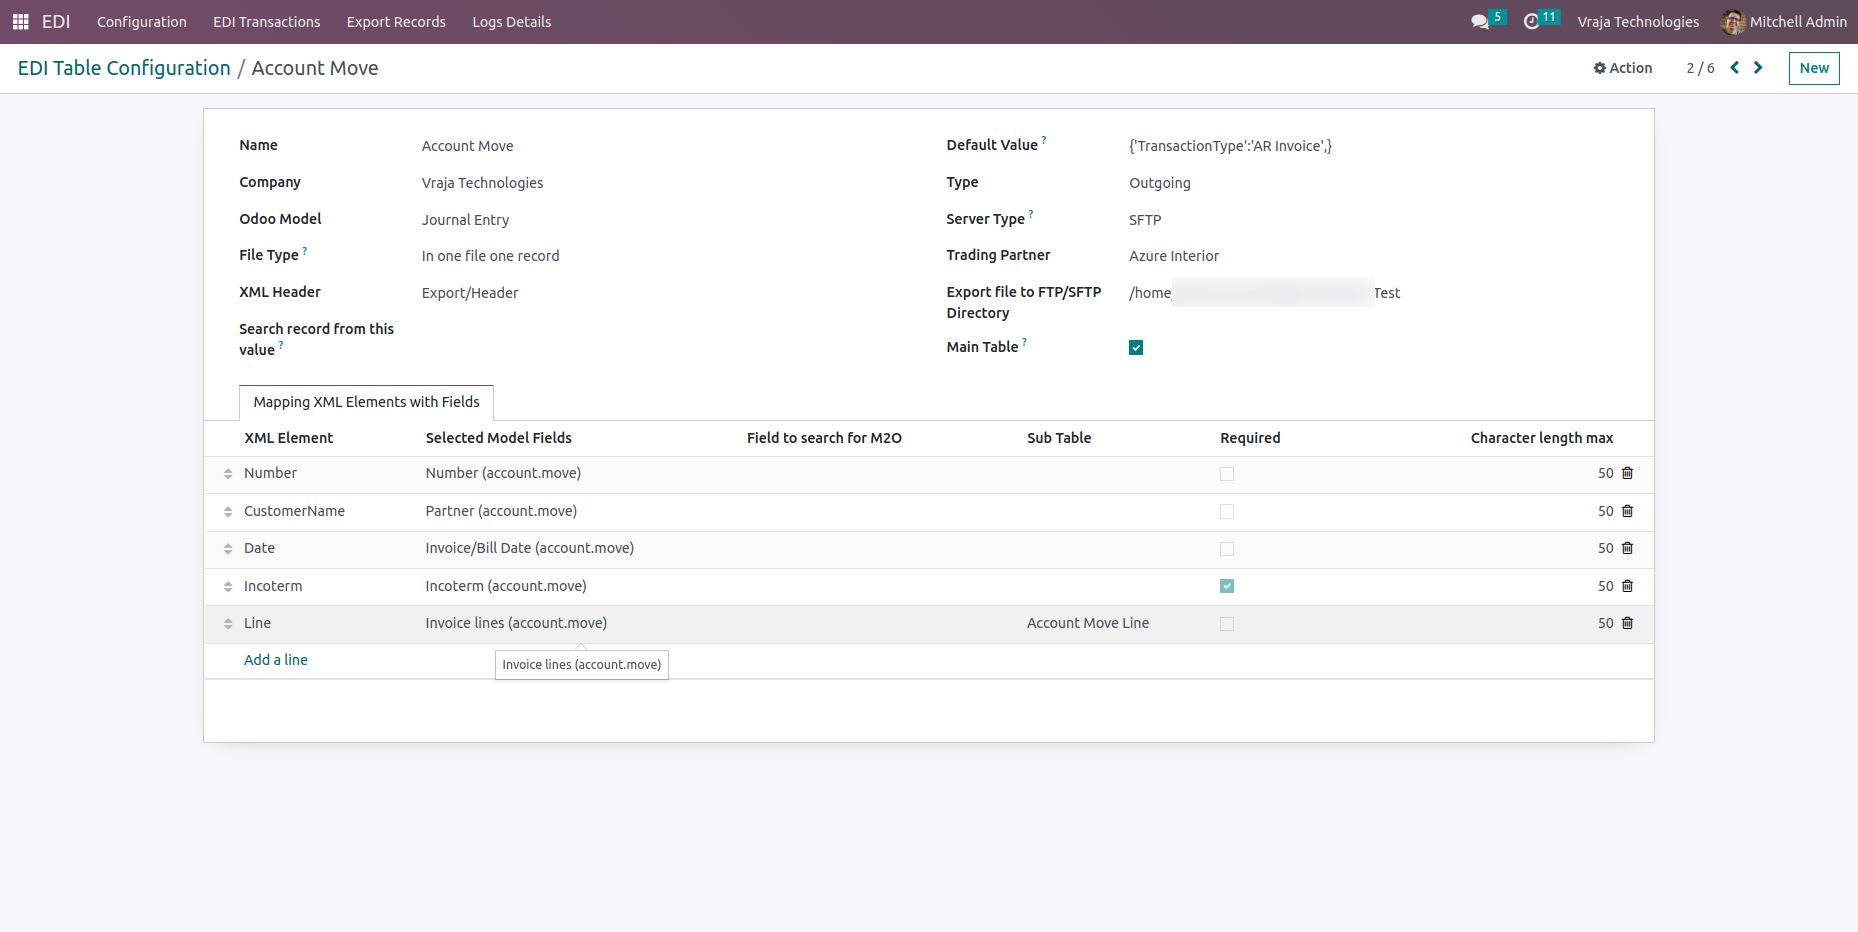 EDI Configuration EDI Transactions Export Records Logs Details 5 11 Vraja Technologies Mitchell Admin
EDI Table Configuration / Account Move Action 2 / 6 New
Name Account Move Default Value ? {'TransactionType':'AR Invoice',}
Company Vraja Technologies Type Outgoing
Odoo Model Journal Entry Server Type ? SFTP
File Type ? In one file one record Trading Partner Azure Interior
XML Header Export/Header Export file to FTP/SFTP /home Test
Directory
Search record from this
value ?
Main Table ?
Mapping XML Elements with Fields
XML Element Selected Model Fields Field to search for M2O Sub Table Required Character length max
Number Number (account.move) 50
CustomerName Partner (account.move) 50
Date Invoice/Bill Date (account.move) 50
Incoterm Incoterm (account.move) 50
Line Invoice lines (account.move) Account Move Line 50
Add a line
Invoice lines (account.move)